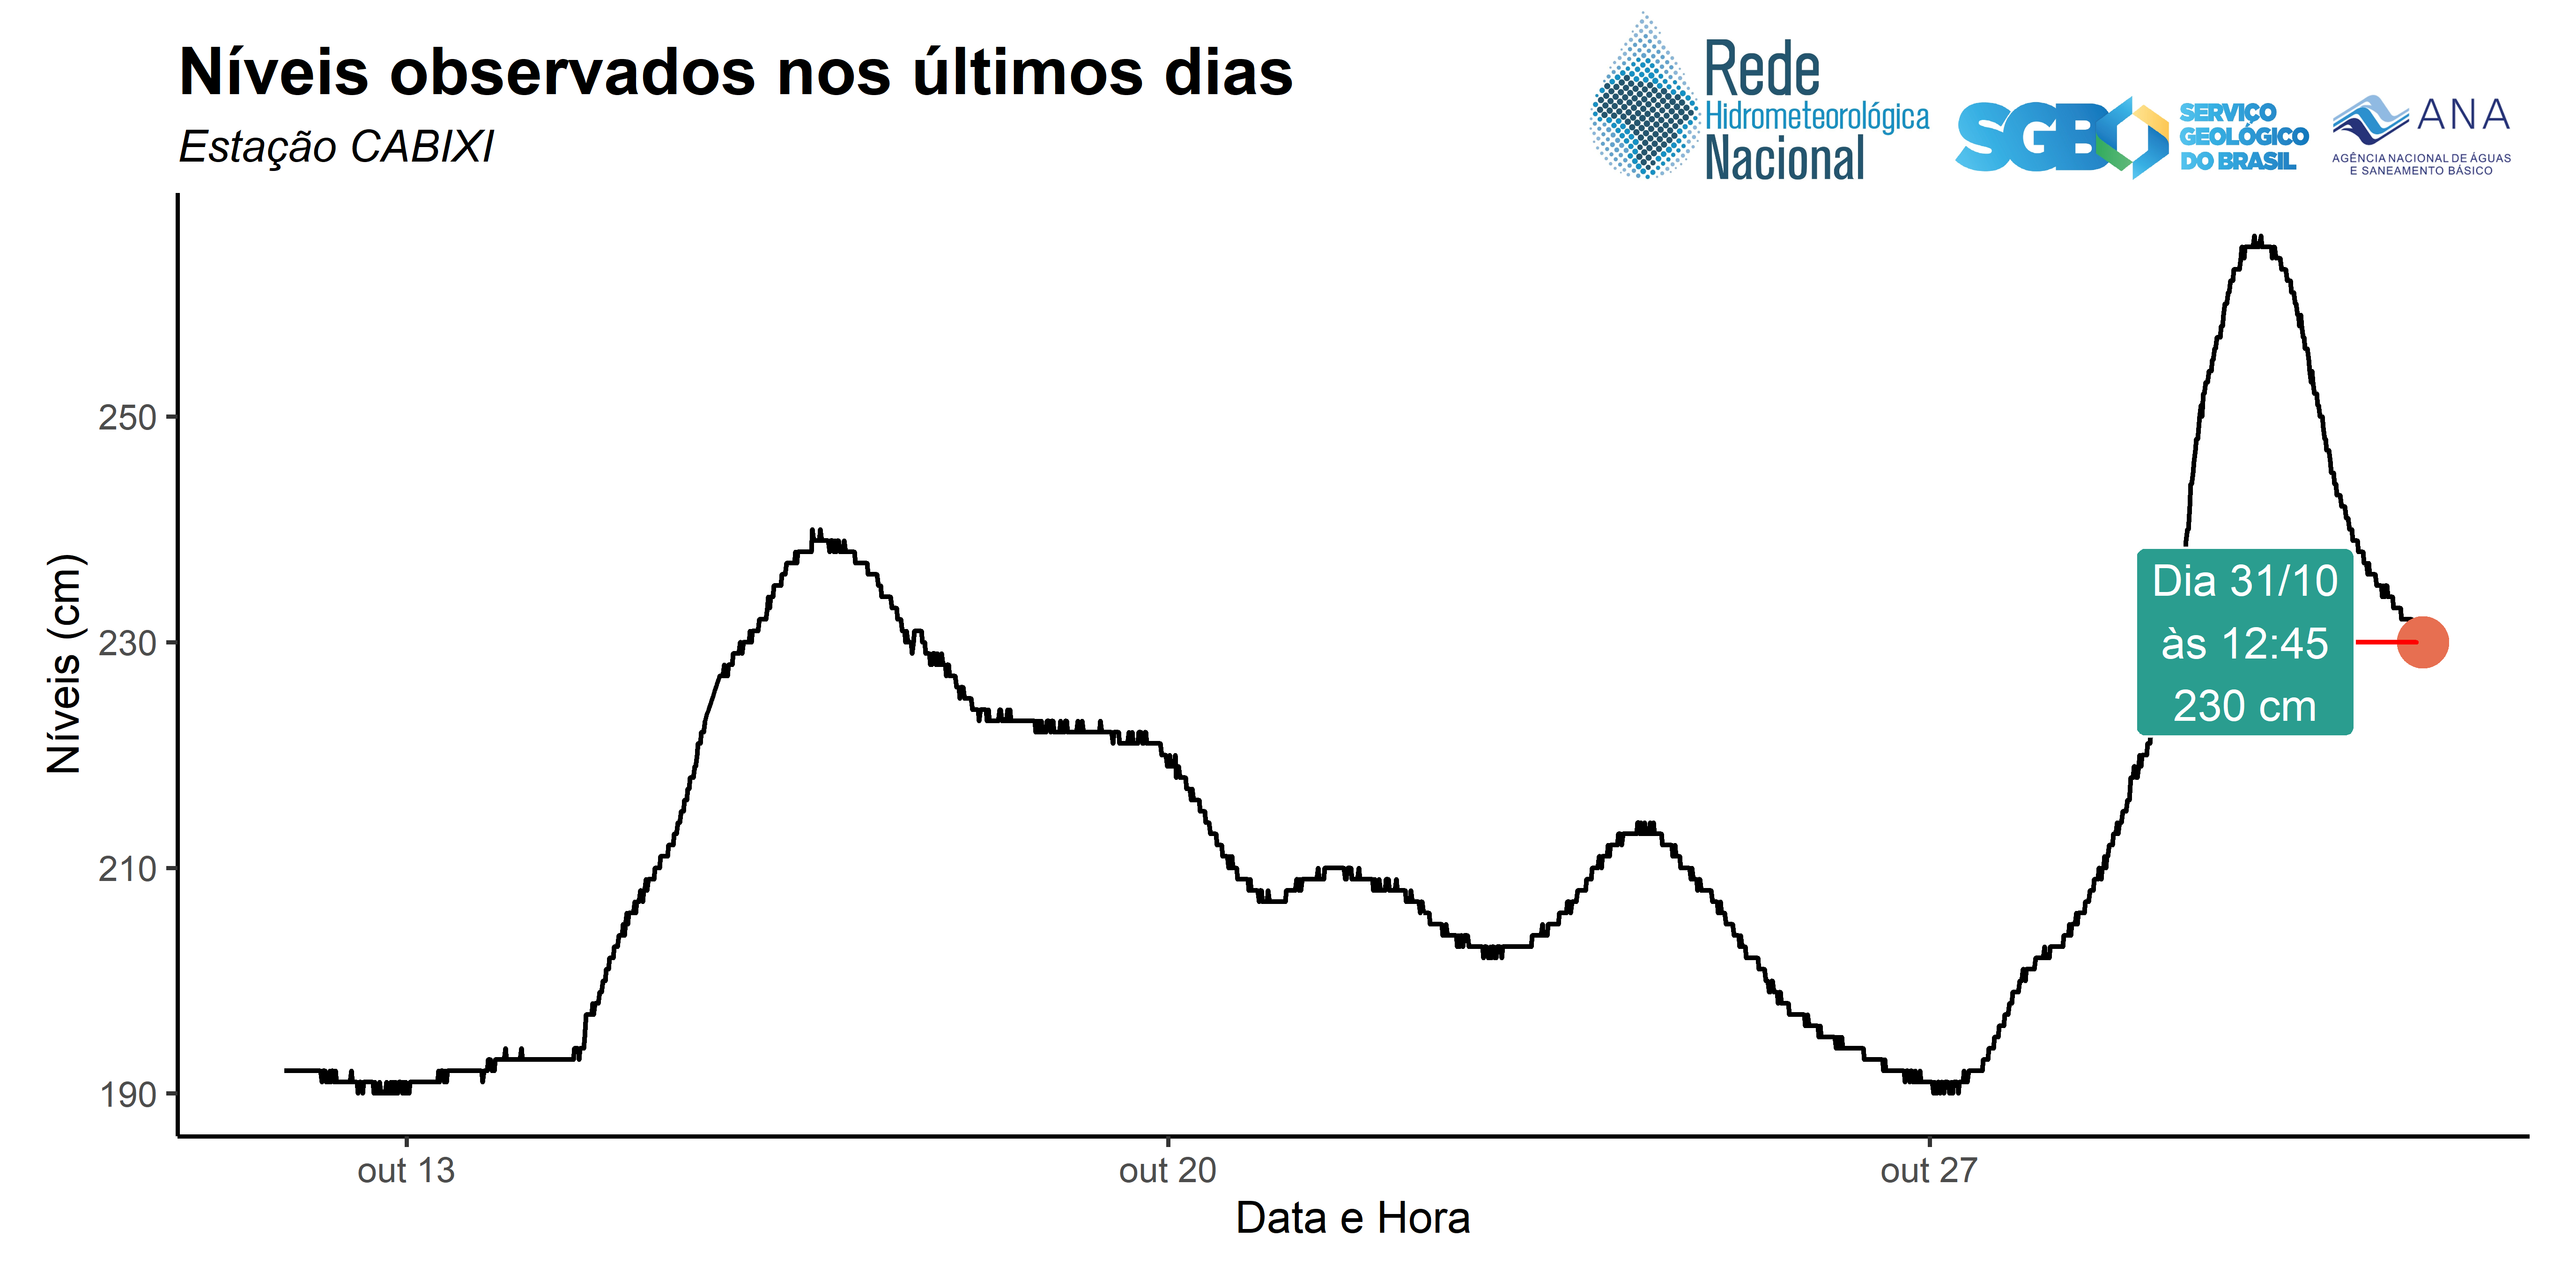 Níveis observados nos últimos dias
Estação CABIXI
Rede
Hidrometeorológica
Nacional
SGB
SERVIÇO
GEOLÓGICO
DO BRASIL
ANA
AGÊNCIA NACIONAL DE ÁGUAS
E SANEAMENTO BÁSICO
Níveis (cm)
250
230
210
190
Dia 31/10
às 12:45
230 cm
out 13
out 20
out 27
Data e Hora